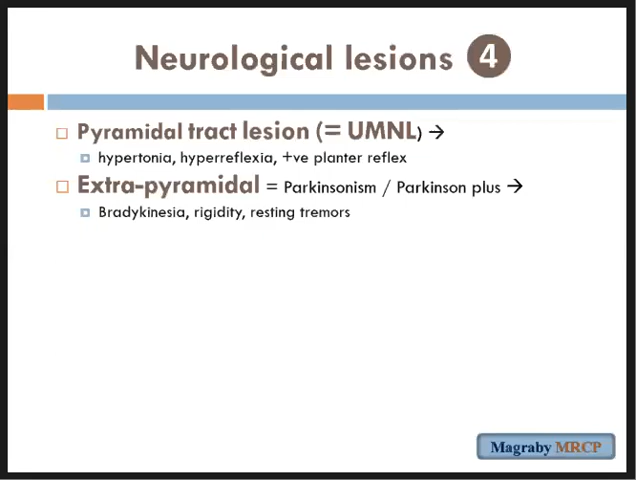 Neurological lesions 4
Pyramidal tract lesion (= UMNL) →
hypertonia, hyperreflexia, +ve planter reflex
Extra-pyramidal = Parkinsonism / Parkinson plus →
Bradykinesia, rigidity, resting tremors
Magraby MRCP